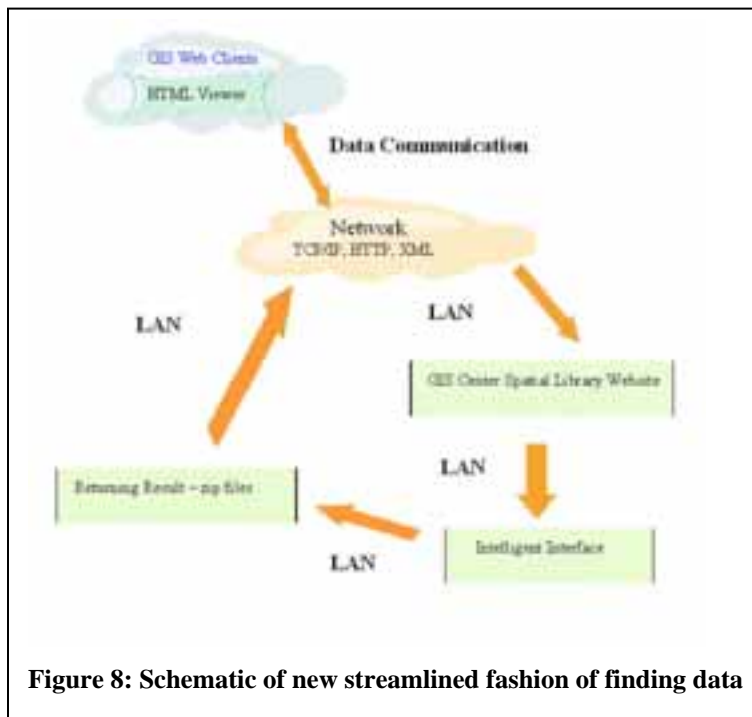 GIS Web Clients
HTML Viewer
Data Communication
Network
TCP/IP, HTTP, XML
LAN
LAN
GIS Center Spatial Library Website
LAN
Returning Result – zip files
Intelligent Interface
LAN
Figure 8: Schematic of new streamlined fashion of finding data